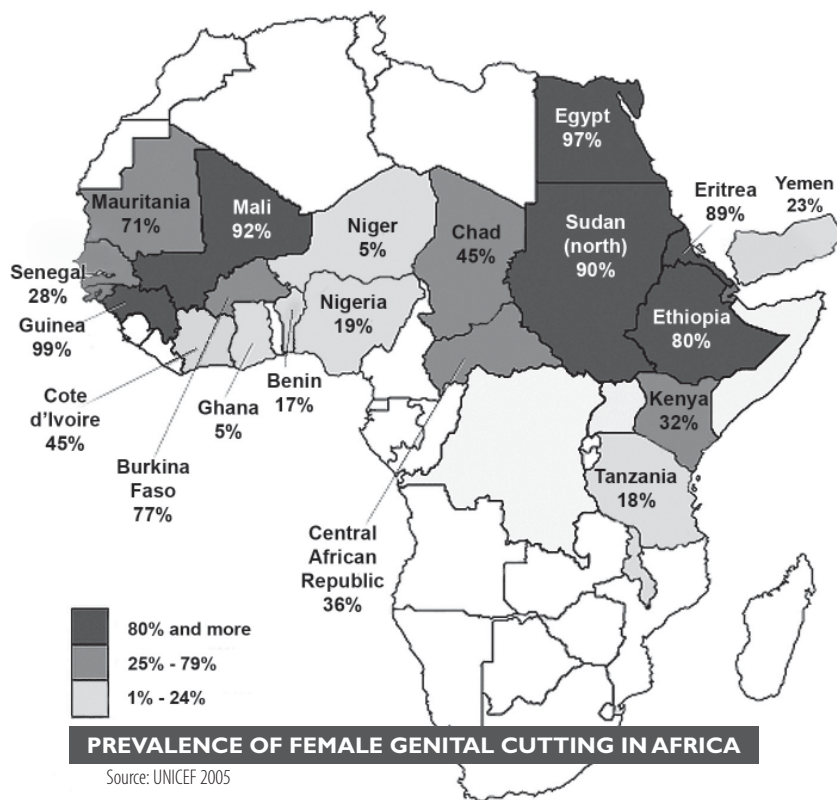 Egypt
97%
Mauritania
71%
Mali
92%
Niger
5%
Chad
45%
Sudan
(north)
90%
Eritrea
89%
Yemen
23%
Senegal
28%
Guinea
99%
Nigeria
19%
Ethiopia
80%
Cote
d’Ivoire
45%
Ghana
5%
Benin
17%
Kenya
32%
Burkina
Faso
77%
Tanzania
18%
Central
African
Republic
36%
80% and more
25% - 79%
1% - 24%
PREVALENCE OF FEMALE GENITAL CUTTING IN AFRICA
Source: UNICEF 2005